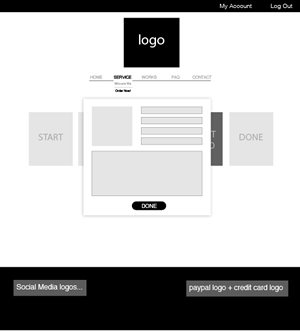 My Account Log Out
logo
HOME SERVICE WORKS FAQ CONTACT
Order Now!
START
DONE
DONE
Social Media logos...
paypal logo + credit card logo